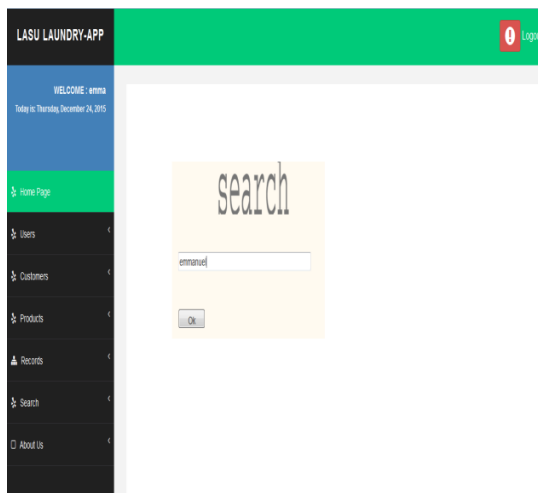 LASU LAUNDRY-APP
Logou
WELCOME : emma
Today is: Thursday, December 24, 2015
Home Page
Users
Customers
Products
Records
Search
About Us
search
emmanuel
Ok